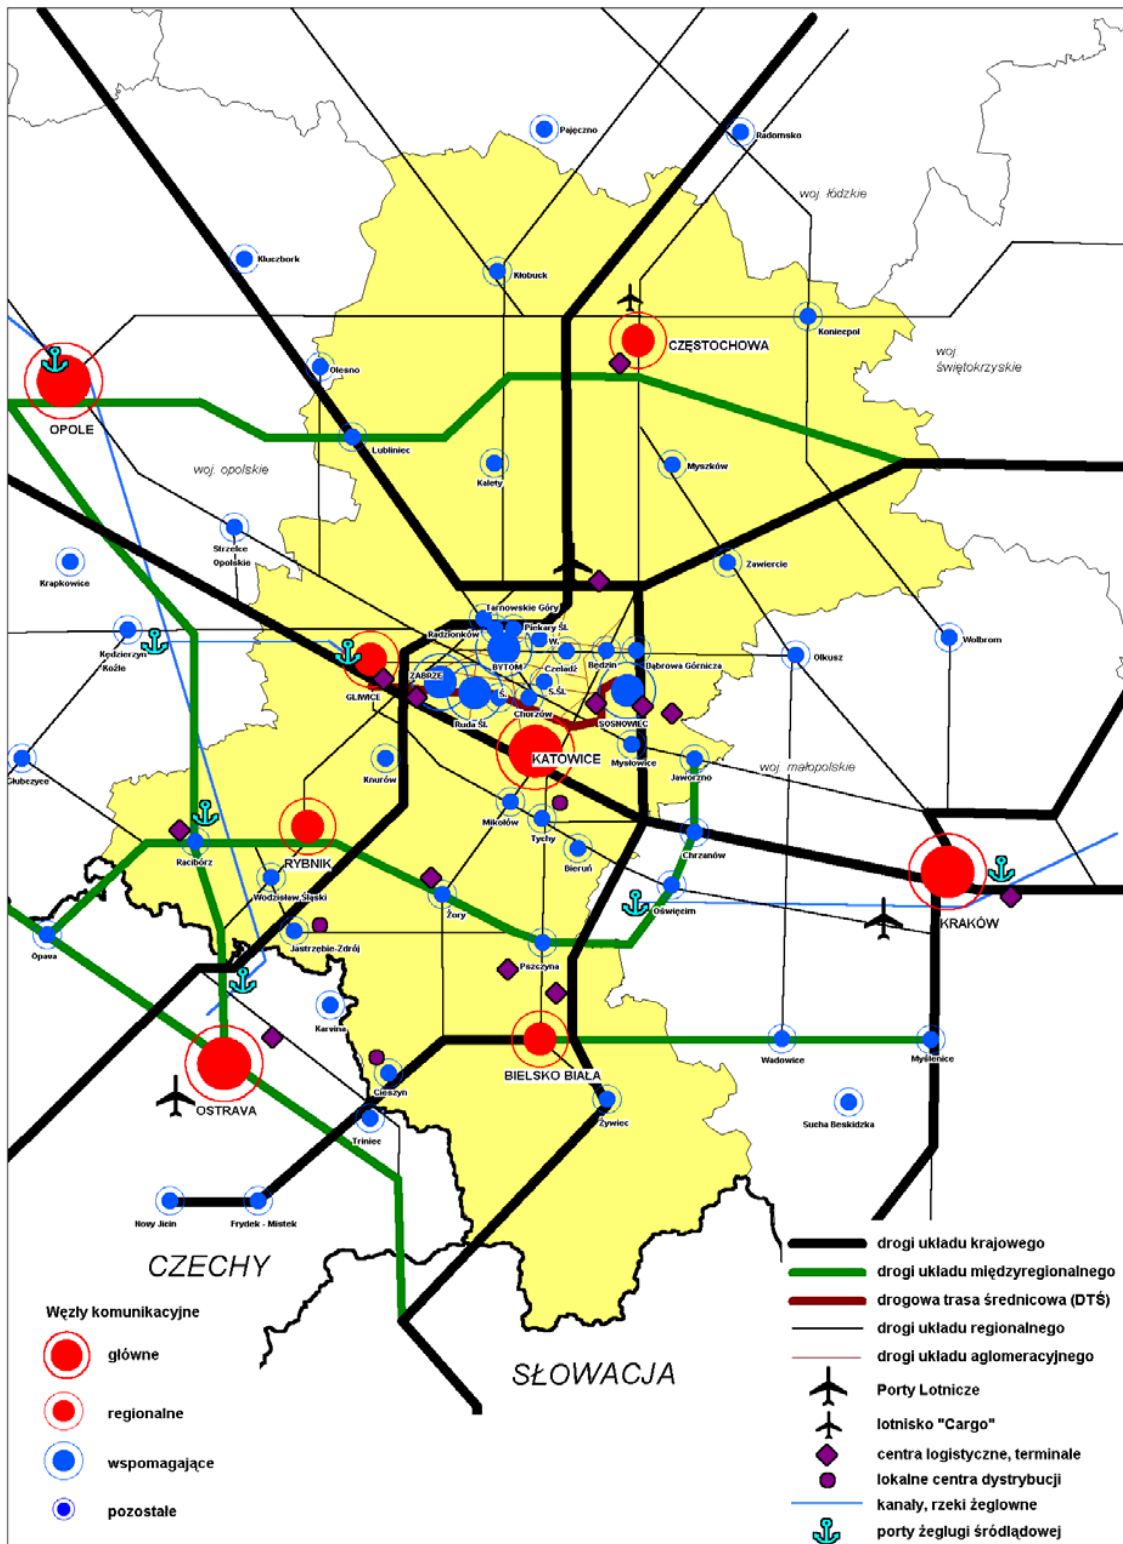 Pajęczno
Radomsko
woj. łódzkie
Kluczbork
Kłobuck
Koniecpol
CZĘSTOCHOWA
woj.
świętokrzyskie
Olesno
OPOLE
Lubliniec
woj. opolskie
Kalety
Myszków
Strzelce
Opolskie
Krapkowice
Zawiercie
Tarnowskie Góry
Radzionków
Piekary Śl.
W.
Kędzierzyn
Koźle
BYTOM
Czeladź
Będzin
Dąbrowa Górnicza
Olkusz
Wolbrom
ZABRZE
GLIWICE
Ruda Śl.
Ś.
Chorzów
S.Śl.
SOSNOWIEC
KATOWICE
Mysłowice
Jaworzno
woj. małopolskie
Głubczyce
Knurów
Mikołów
Tychy
Bieruń
Chrzanów
Racibórz
RYBNIK
Wodzisław Śląski
Żory
Oświęcim
KRAKÓW
Opava
Jastrzębie-Zdrój
Pszczyna
Karvina
BIELSKO BIAŁA
Wadowice
Myślenice
Cieszyn
OSTRAVA
Żywiec
Sucha Beskidzka
Triniec
Novy Jicin
Frydek - Mistek
CZECHY
SŁOWACJA
Węzły komunikacyjne
główne
regionalne
wspomagające
pozostałe
drogi układu krajowego
drogi układu międzyregionalnego
drogowa trasa średnicowa (DTŚ)
drogi układu regionalnego
drogi układu aglomeracyjnego
Porty Lotnicze
lotnisko "Cargo"
centra logistyczne, terminale
lokalne centra dystrybucji
kanały, rzeki żeglowne
porty żeglugi śródlądowej